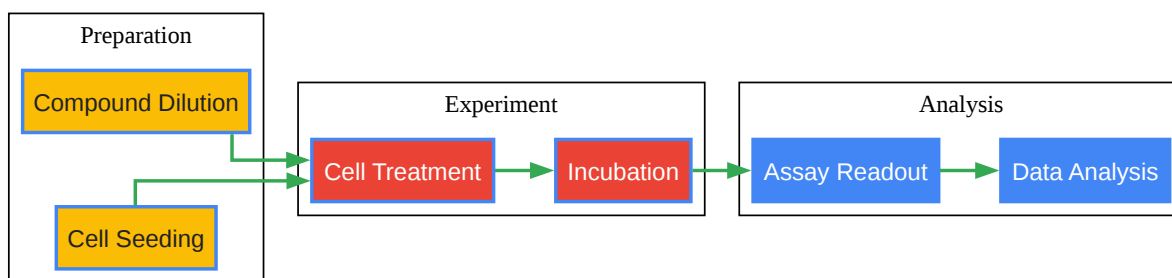 Preparation
Compound Dilution
Cell Seeding
Experiment
Cell Treatment
Incubation
Analysis
Assay Readout
Data Analysis